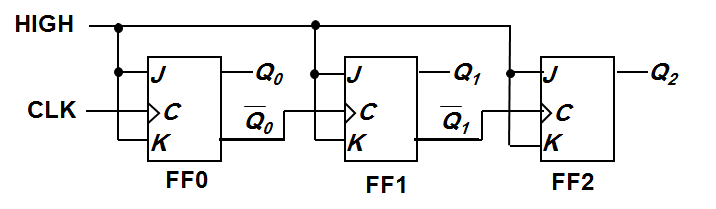 HIGH
J Q0 J Q1 J Q2
CLK C Q̅0 C Q̅1 C
K K K
FF0 FF1 FF2